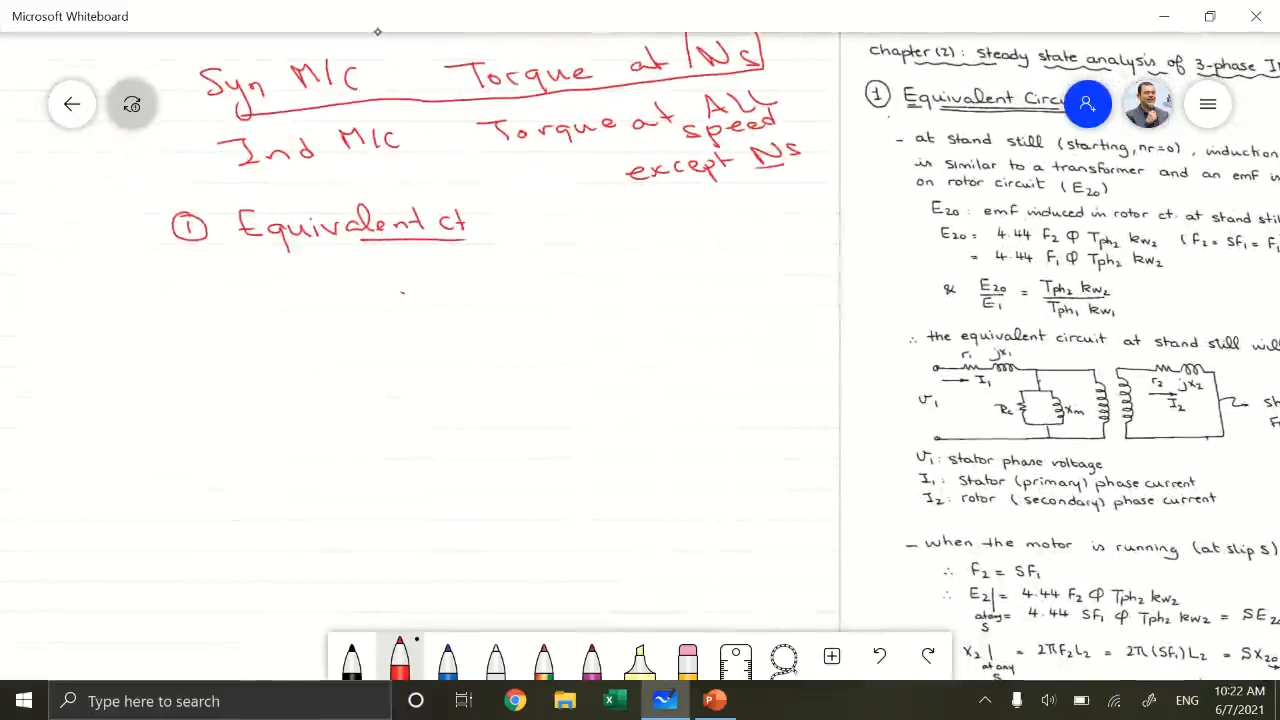 Microsoft Whiteboard
Syn M/C Torque at Ns
Ind M/C Torque at ALL
speed
except Ns
① Equivalent ct
chapter(2): Steady state analysis of 3-phase
① Equivalent
- at stand still (starting, nr=0), induction
is similar to a transformer and an emf
on rotor circuit (E20)
E20: emf induced in rotor ct. at stand
E20 = 4.44 F2 φ Tph2 kw2 (F2 = SF1 =
= 4.44 F1 φ Tph2 kw2
& E20/E1 = Tph2 kw2/Tph1 kw1
∴ the equivalent circuit at stand still
r1 jx1
I1
V1 Rc xm
r2 jx2
I2
V1: stator phase voltage
I1: stator (primary) phase current
I2: rotor (secondary) phase current
- when the motor is running (at slip S)
∴ F2 = SF1
∴ E2| = 4.44 F2 φ Tph2 kw2
at any S = 4.44 SF1 φ Tph2 kw2 =
x2| at any S = 2πF2L2 = 2π(SF1)L2 = Sx20
Type here to search
ENG
10:22 AM
6/7/2021